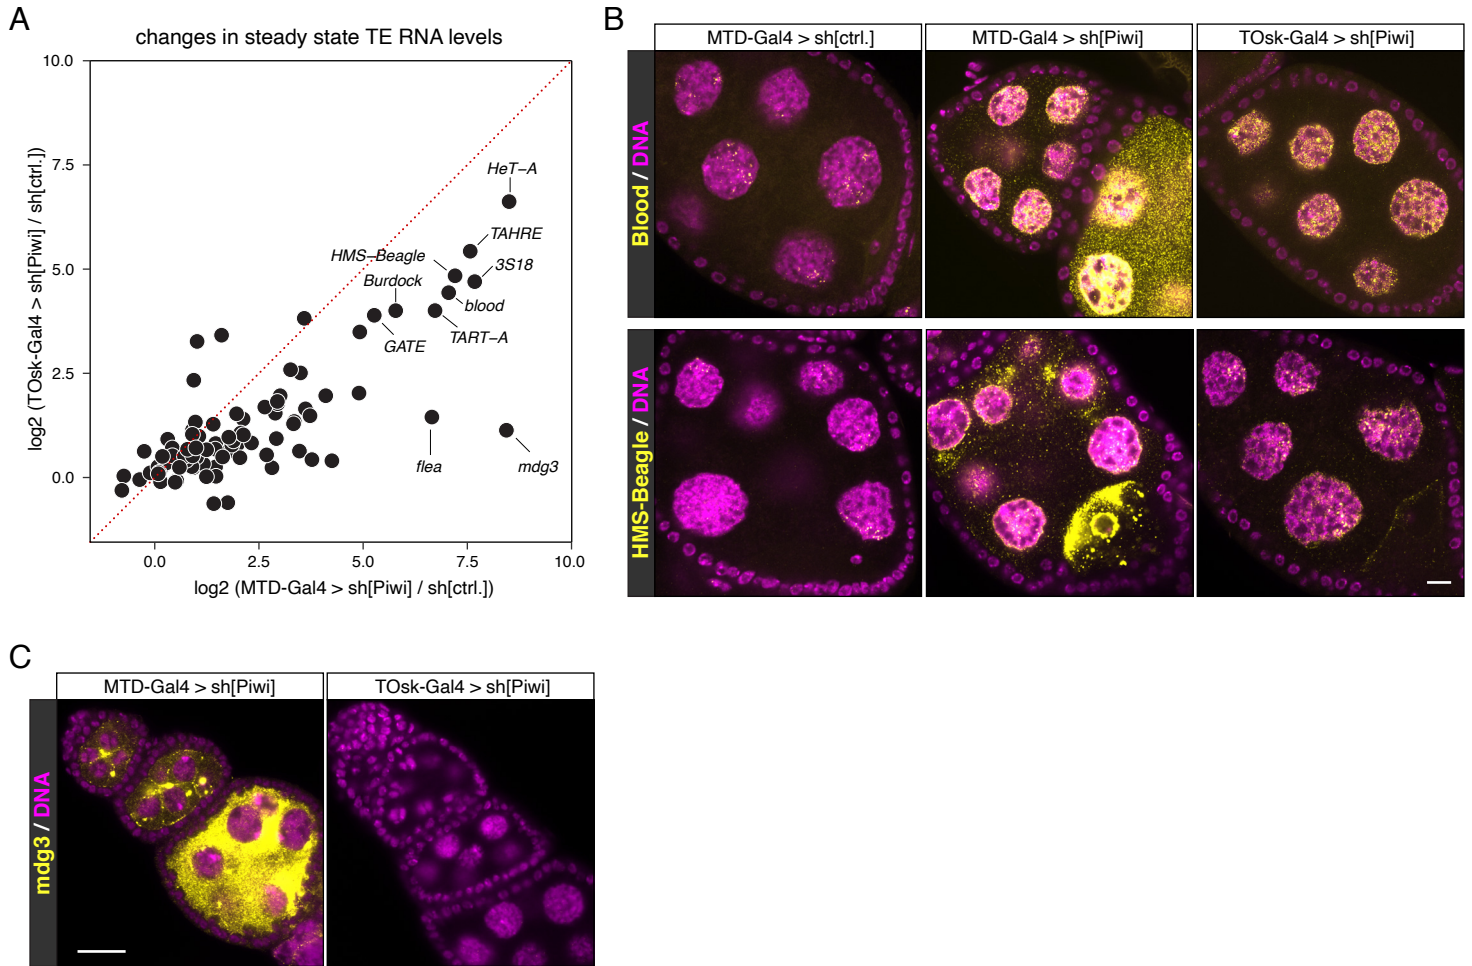 A
changes in steady state TE RNA levels
log2 (TOsk-Gal4 > sh[Piwi] / sh[ctrl.])
10.0
7.5
5.0
2.5
0.0
HeT−A
TAHRE
HMS−Beagle
3S18
Burdock
blood
GATE
TART−A
flea
mdg3
0.0 2.5 5.0 7.5 10.0
log2 (MTD-Gal4 > sh[Piwi] / sh[ctrl.])
B
MTD-Gal4 > sh[ctrl.] MTD-Gal4 > sh[Piwi] TOsk-Gal4 > sh[Piwi]
Blood / DNA
HMS-Beagle / DNA
C
MTD-Gal4 > sh[Piwi] TOsk-Gal4 > sh[Piwi]
mdg3 / DNA